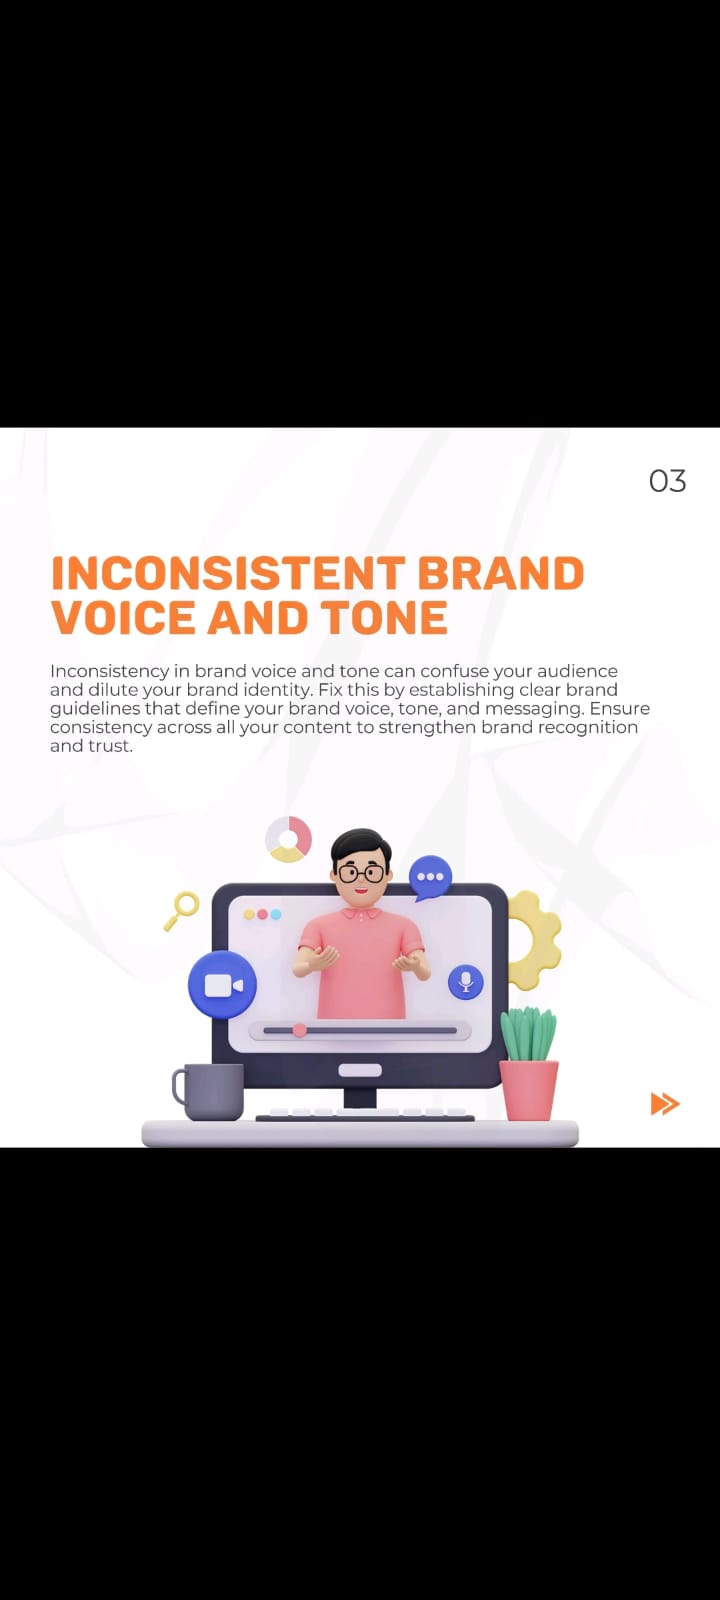 03
INCONSISTENT BRAND
VOICE AND TONE
Inconsistency in brand voice and tone can confuse your audience
and dilute your brand identity. Fix this by establishing clear brand
guidelines that define your brand voice, tone, and messaging. Ensure
consistency across all your content to strengthen brand recognition
and trust.